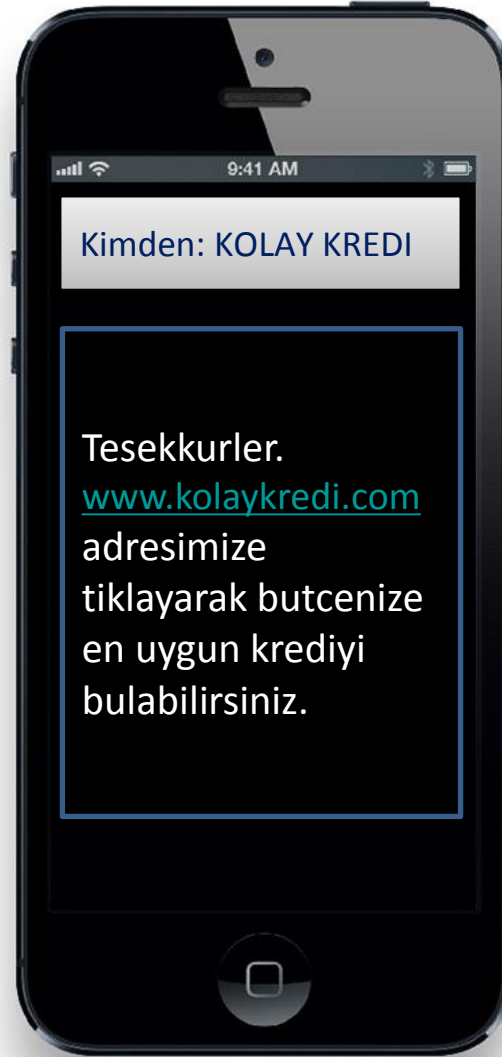 9:41 AM
Kimden: KOLAY KREDI
Tesekkurler.
www.kolaykredi.com
adresimize
tiklayarak butcenize
en uygun krediyi
bulabilirsiniz.